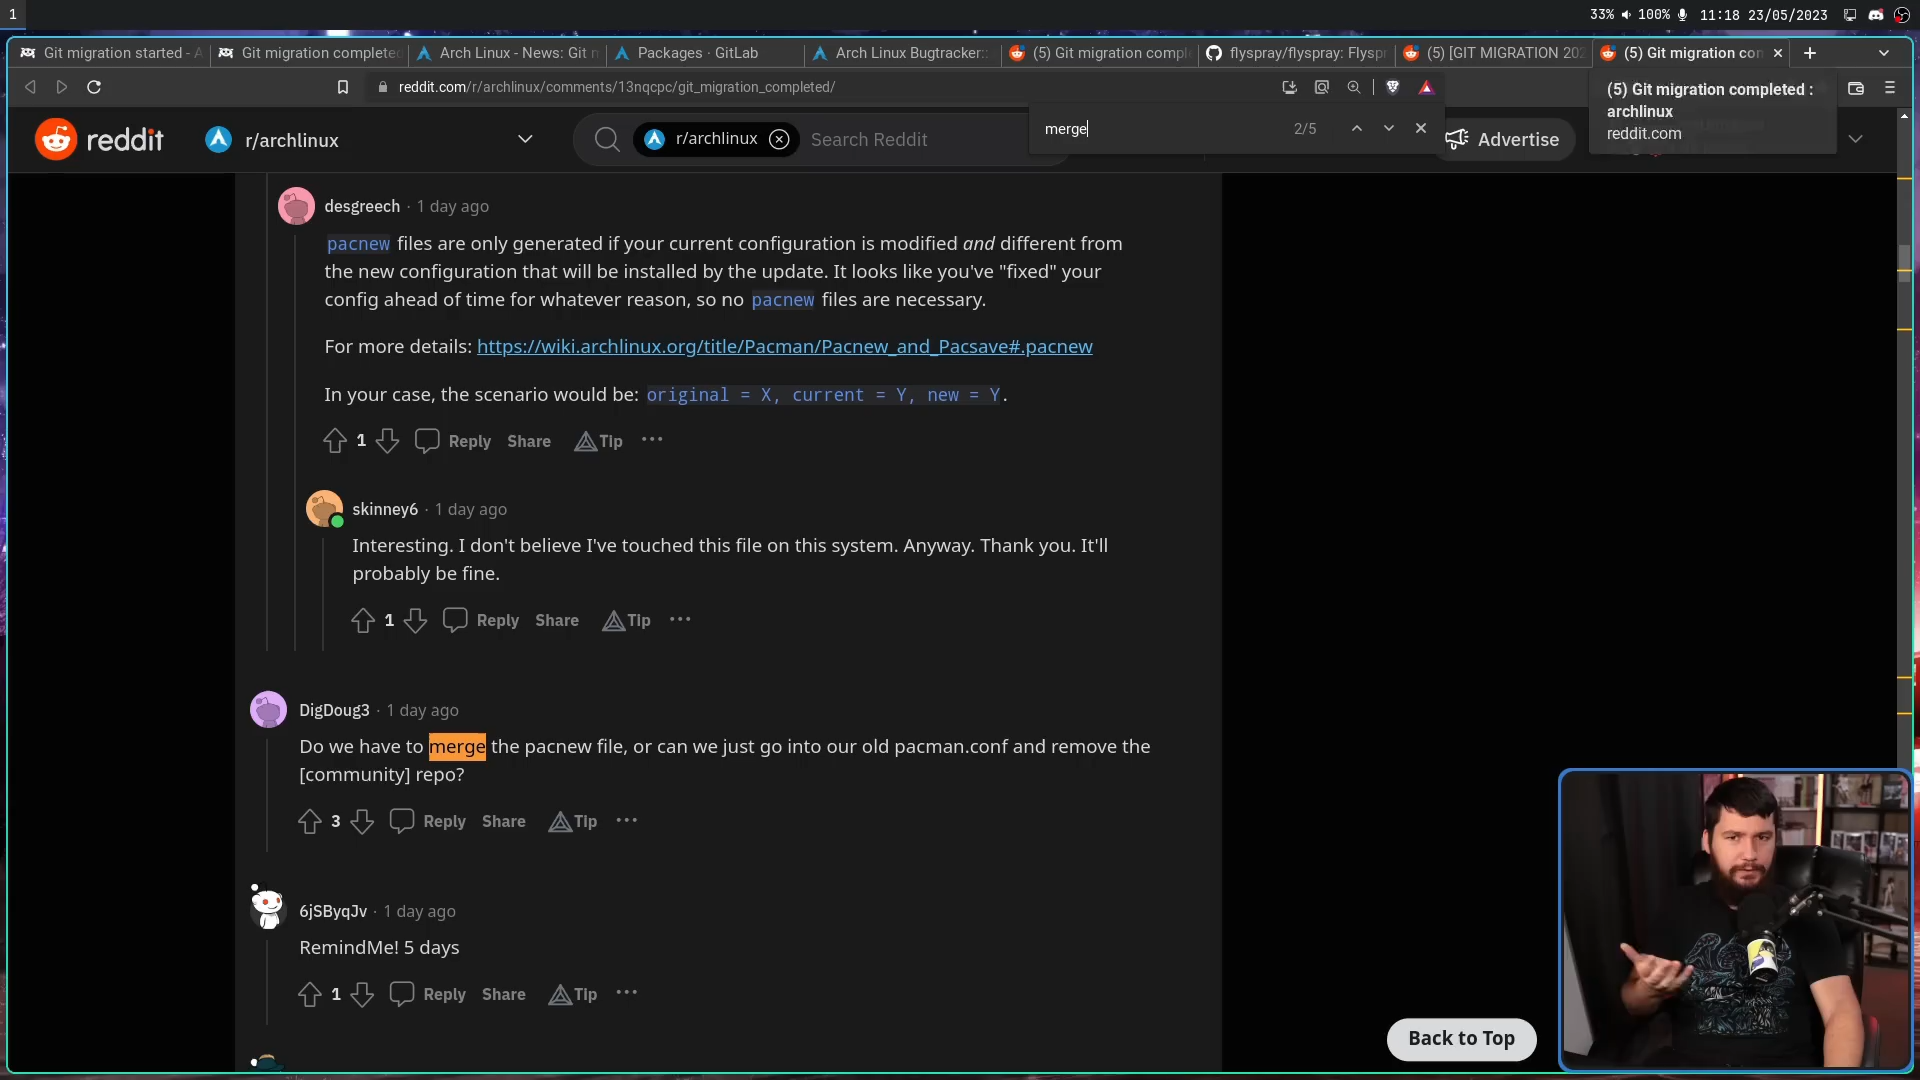 1
33% 100% 11:18 23/05/2023
Git migration started - A
Git migration completed
Arch Linux - News: Git m
Packages · GitLab
Arch Linux Bugtracker::
(5) Git migration compl
flyspray/flyspray: Flyspr
(5) [GIT MIGRATION 202
(5) Git migration con
reddit.com/r/archlinux/comments/13nqcpc/git_migration_completed/
(5) Git migration completed :
archlinux
reddit.com
reddit
r/archlinux
r/archlinux
Search Reddit
merge
2/5
Advertise
desgreech · 1 day ago
pacnew files are only generated if your current configuration is modified and different from
the new configuration that will be installed by the update. It looks like you've "fixed" your
config ahead of time for whatever reason, so no pacnew files are necessary.
For more details: https://wiki.archlinux.org/title/Pacman/Pacnew_and_Pacsave#.pacnew
In your case, the scenario would be: original = X, current = Y, new = Y.
1 Reply Share Tip ···
skinney6 · 1 day ago
Interesting. I don't believe I've touched this file on this system. Anyway. Thank you. It'll
probably be fine.
1 Reply Share Tip ···
DigDoug3 · 1 day ago
Do we have to merge the pacnew file, or can we just go into our old pacman.conf and remove the
[community] repo?
3 Reply Share Tip ···
6jSByqJv · 1 day ago
RemindMe! 5 days
1 Reply Share Tip ···
Back to Top